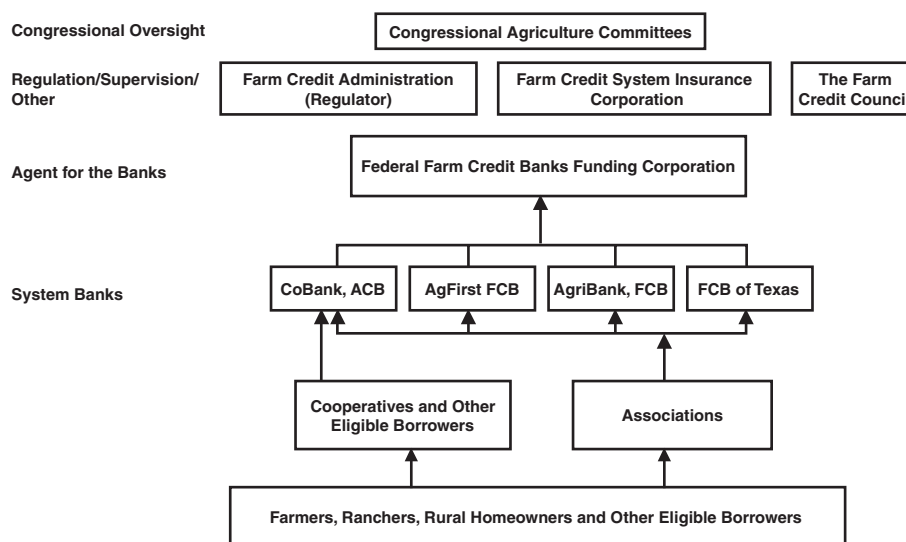 Congressional Oversight
Congressional Agriculture Committees
Regulation/Supervision/
Other
Farm Credit Administration
(Regulator)
Farm Credit System Insurance
Corporation
The Farm
Credit Counci
Agent for the Banks
Federal Farm Credit Banks Funding Corporation
System Banks
CoBank, ACB
AgFirst FCB
AgriBank, FCB
FCB of Texas
Cooperatives and Other
Eligible Borrowers
Associations
Farmers, Ranchers, Rural Homeowners and Other Eligible Borrowers